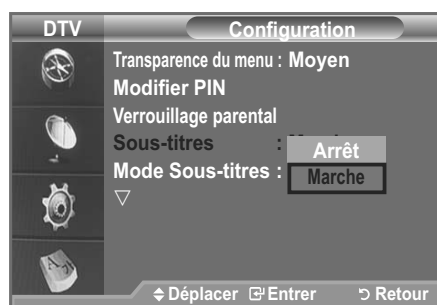 DTV
Configuration
Transparence du menu : Moyen
Modifier PIN
Verrouillage parental
Sous-titres :
Arrêt
Mode Sous-titres :
Marche
Déplacer Entrer Retour